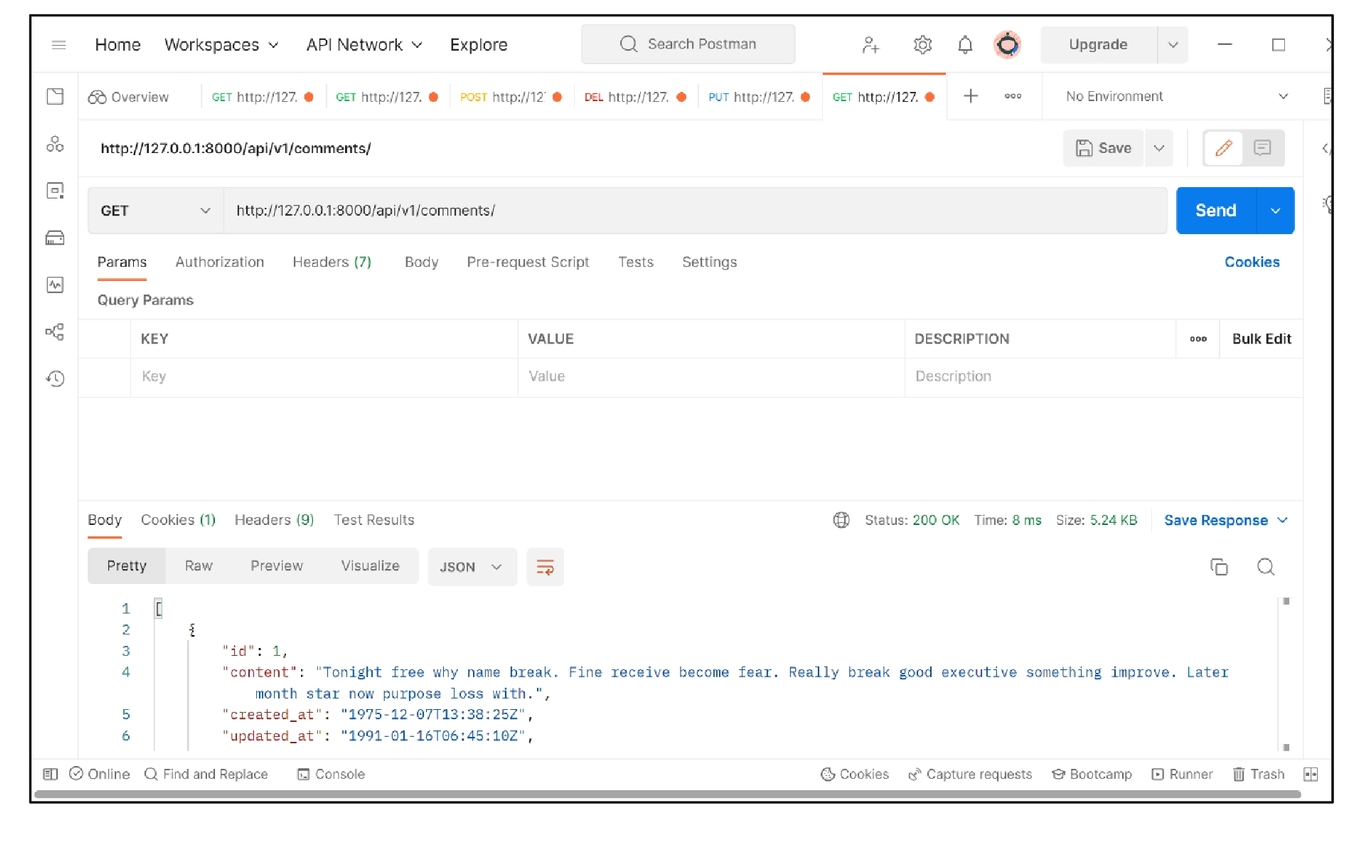 Home Workspaces API Network Explore Search Postman Upgrade
Overview GET http://127. GET http://127. POST http://12 DEL http://127. PUT http://127. GET http://127. No Environment
http://127.0.0.1:8000/api/v1/comments/ Save
GET http://127.0.0.1:8000/api/v1/comments/ Send
Params Authorization Headers (7) Body Pre-request Script Tests Settings Cookies
Query Params
KEY VALUE DESCRIPTION Bulk Edit
Key Value Description
Body Cookies (1) Headers (9) Test Results Status: 200 OK Time: 8 ms Size: 5.24 KB Save Response
Pretty Raw Preview Visualize JSON
1 [
2 {
3 "id": 1,
4 "content": "Tonight free why name break. Fine receive become fear. Really break good executive something improve. Later
month star now purpose loss with.",
5 "created_at": "1975-12-07T13:38:25Z",
6 "updated_at": "1991-01-16T06:45:10Z",
Online Find and Replace Console Cookies Capture requests Bootcamp Runner Trash